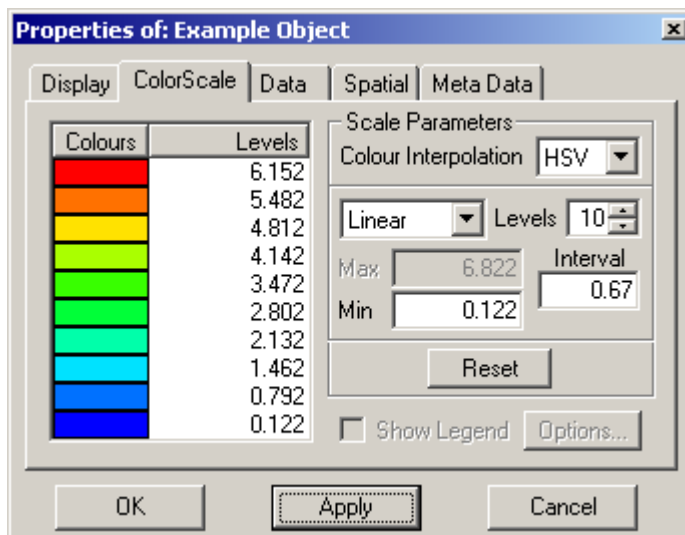 Properties of: Example Object
Display ColorScale Data Spatial Meta Data
Colours Levels
6.152
5.482
4.812
4.142
3.472
2.802
2.132
1.462
0.792
0.122
Scale Parameters
Colour Interpolation HSV
Linear Levels 10
Max 6.822
Interval
0.67
Min 0.122
Reset
Show Legend Options...
OK Apply Cancel